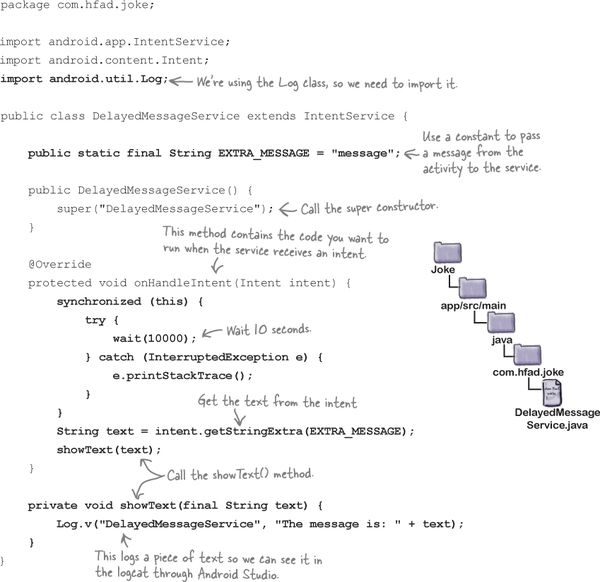 package com.hfad.joke;
import android.app.IntentService;
import android.content.Intent;
import android.util.Log;
We're using the Log class, so we need to import it.
public class DelayedMessageService extends IntentService {
public static final String EXTRA_MESSAGE = "message";
Use a constant to pass
a message from the
activity to the service.
public DelayedMessageService() {
super("DelayedMessageService");
Call the super constructor.
}
This method contains the code you want to
run when the service receives an intent.
@Override
protected void onHandleIntent(Intent intent) {
synchronized (this) {
try {
wait(10000);
Wait 10 seconds.
} catch (InterruptedException e) {
e.printStackTrace();
}
}
Get the text from the intent
String text = intent.getStringExtra(EXTRA_MESSAGE);
showText(text);
}
Call the showText() method.
private void showText(final String text) {
Log.v("DelayedMessageService", "The message is: " + text);
}
This logs a piece of text so we can see it in
the logcat through Android Studio.
}
Joke
app/src/main
java
com.hfad.joke
DelayedMessage
Service.java